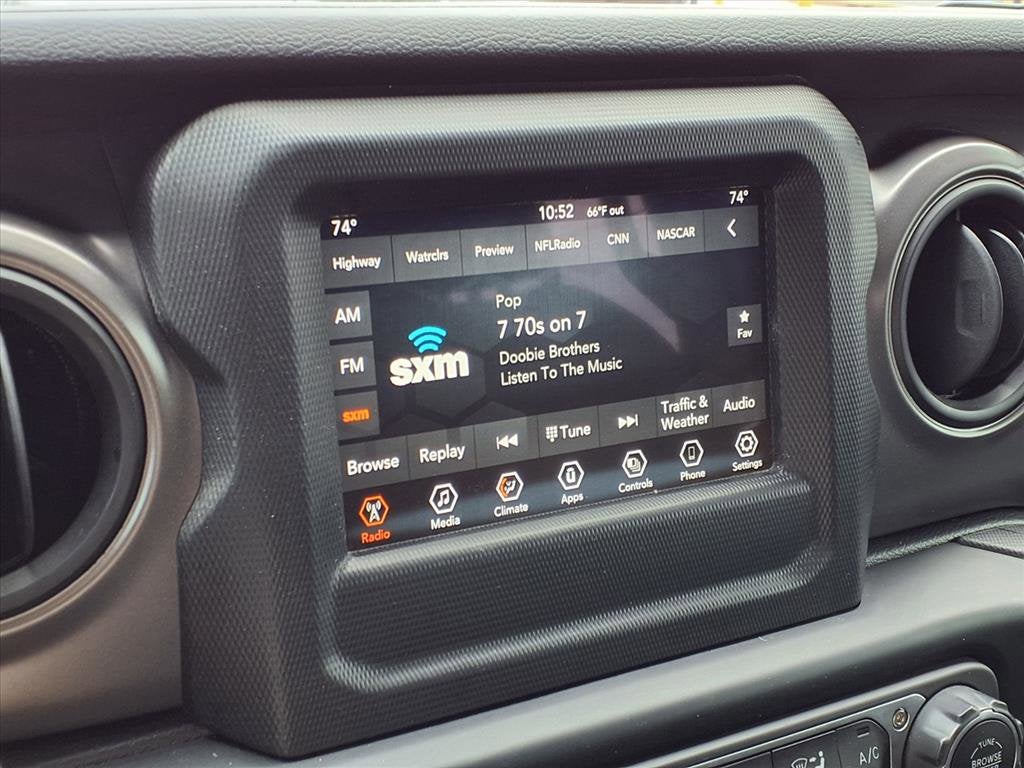 74° 10:52 66°F out 74°
Highway Watrclrs Preview NFLRadio CNN NASCAR <
AM
FM
sxm
sxm
Pop
7 70s on 7
Doobie Brothers
Listen To The Music
Fav
Browse Replay Tune Traffic & Weather Audio
Radio Media Climate Apps Controls Phone Settings
A/C
TUNE
BROWSE